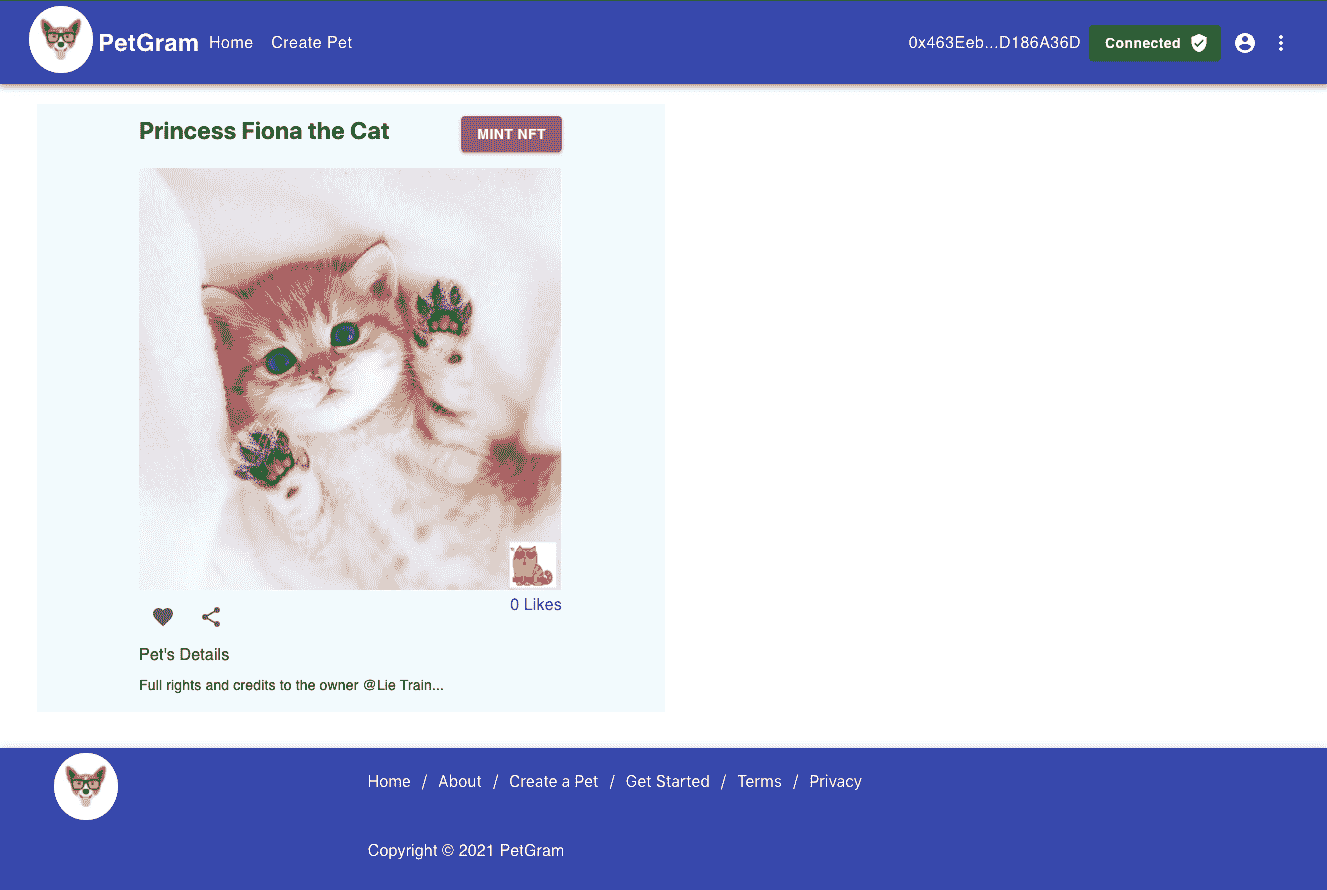 PetGram Home Create Pet 0x463Eeb...D186A36D Connected
Princess Fiona the Cat MINT NFT
0 Likes
Pet's Details
Full rights and credits to the owner @Lie Train...
Home / About / Create a Pet / Get Started / Terms / Privacy
Copyright © 2021 PetGram